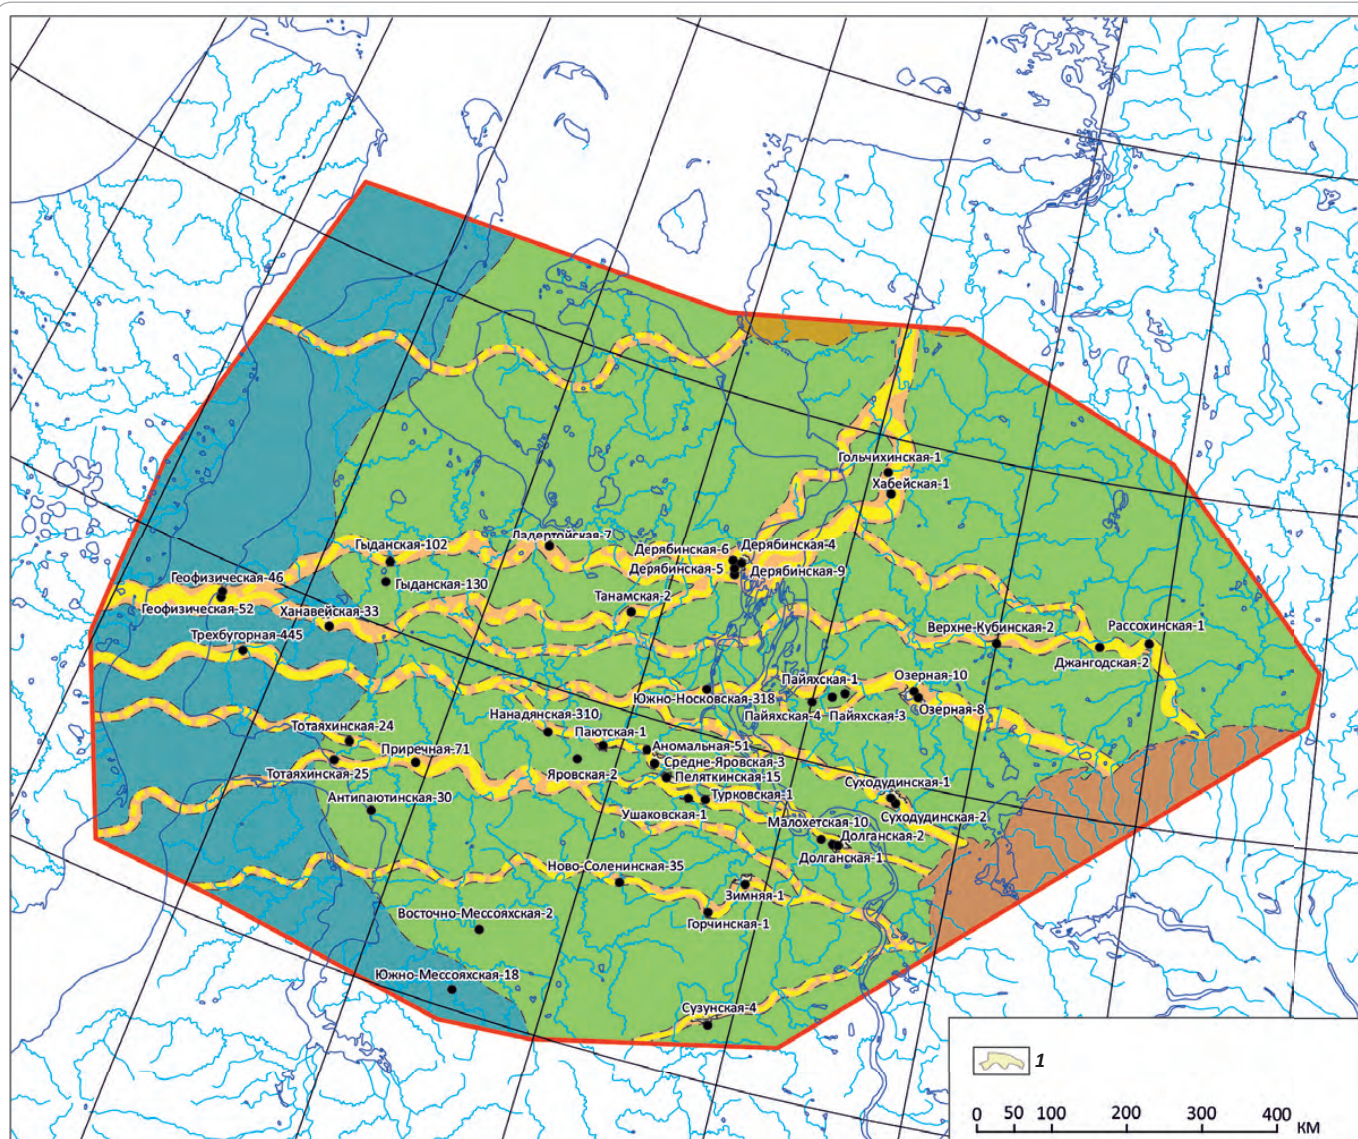 Гольчихинская-1
Хабейская-1
Гыданская-102
Ладертойская-7
Дерябинская-6
Дерябинская-4
Дерябинская-5
Дерябинская-9
Геофизическая-46
Гыданская-130
Геофизическая-52
Ханавейская-33
Танамская-2
Трехбугорная-445
Верхне-Кубинская-2
Рассохинская-1
Джангодская-2
Пайяхская-1
Озерная-10
Южно-Носковская-318
Пайяхская-4
Пайяхская-3
Озерная-8
Нанадянская-310
Тотаяхинская-24
Паютская-1
Аномальная-51
Приречная-71
Средне-Яровская-3
Тотаяхинская-25
Яровская-2
Пеляткинская-15
Суходудинская-1
Антипаютинская-30
Турковская-1
Ушаковская-1
Суходудинская-2
Малохетская-10
Долганская-2
Долганская-1
Ново-Соленинская-35
Зимняя-1
Восточно-Мессояхская-2
Горчинская-1
Южно-Мессояхская-18
Сузунская-4
1
0 50 100 200 300 400
КМ